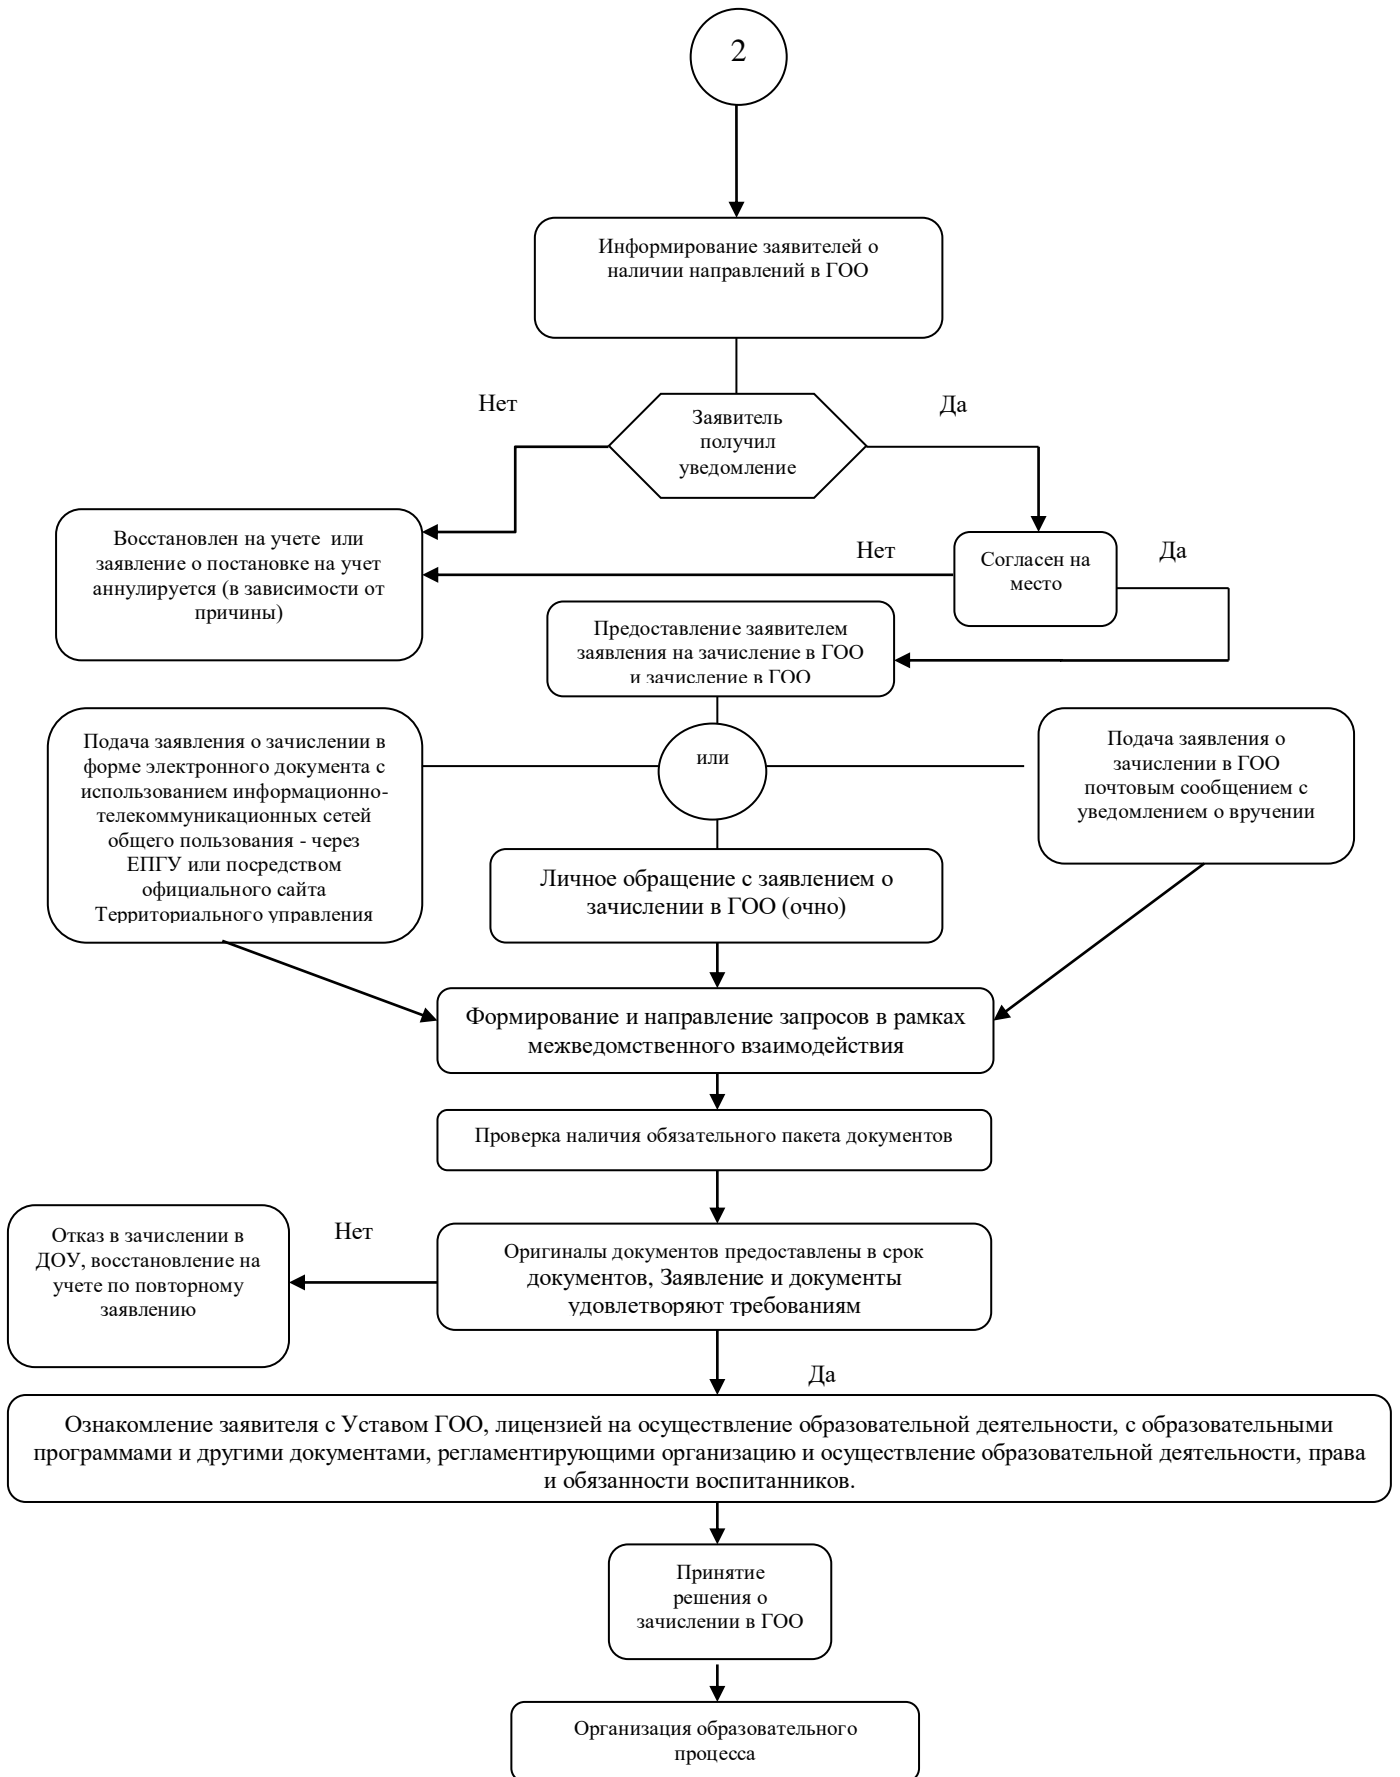 2
Информирование заявителей о
наличии направлений в ГОО
Нет
Да
Заявитель
получил
уведомление
Восстановлен на учете или
заявление о постановке на учет
аннулируется (в зависимости от
причины)
Нет
Согласен на
место
Да
Предоставление заявителем
заявления на зачисление в ГОО
и зачисление в ГОО
Подача заявления о зачислении в
форме электронного документа с
использованием информационно-
телекоммуникационных сетей
общего пользования - через
ЕПГУ или посредством
официального сайта
Территориального управления
или
Подача заявления о
зачислении в ГОО
почтовым сообщением с
уведомлением о вручении
Личное обращение с заявлением о
зачислении в ГОО (очно)
Формирование и направление запросов в рамках
межведомственного взаимодействия
Проверка наличия обязательного пакета документов
Отказ в зачислении в
ДОУ, восстановление на
учете по повторному
заявлению
Нет
Оригиналы документов предоставлены в срок
документов, Заявление и документы
удовлетворяют требованиям
Да
Ознакомление заявителя с Уставом ГОО, лицензией на осуществление образовательной деятельности, с образовательными
программами и другими документами, регламентирующими организацию и осуществление образовательной деятельности, права
и обязанности воспитанников.
Принятие
решения о
зачислении в ГОО
Организация образовательного
процесса